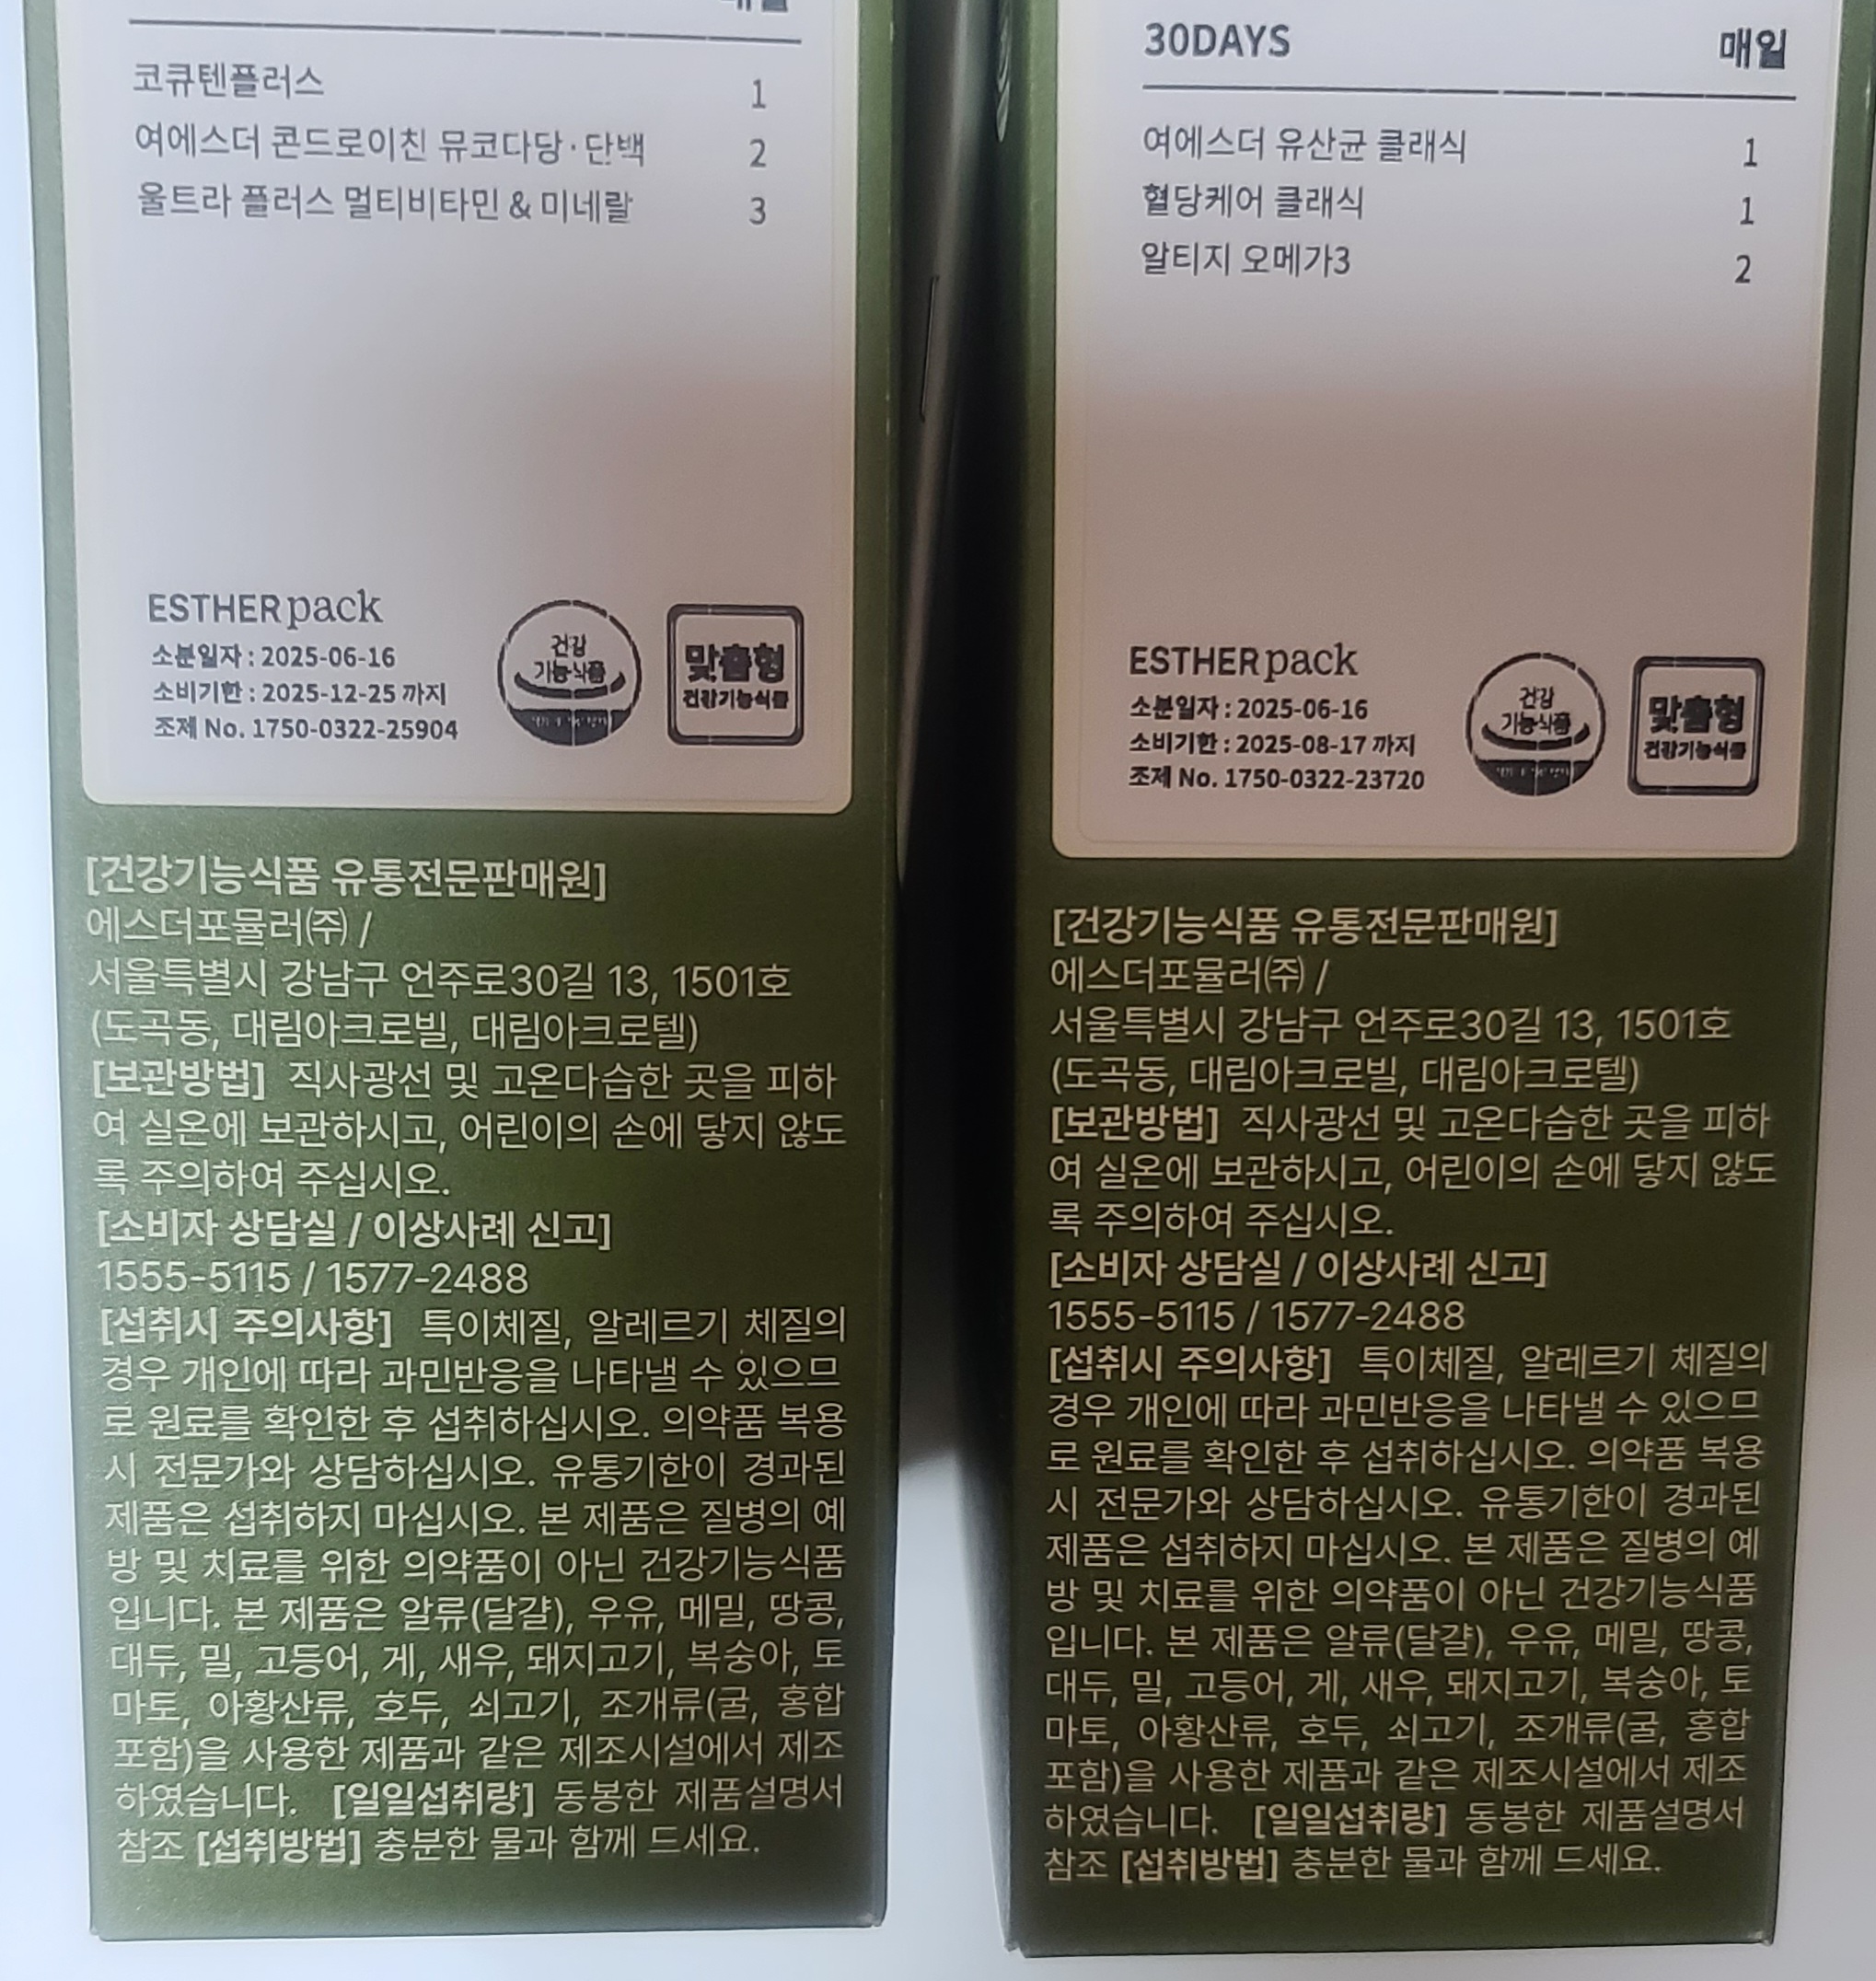 매일
코큐텐플러스 1
여에스더 콘드로이친 뮤코다당·단백 2
울트라 플러스 멀티비타민 & 미네랄 3
ESTHER pack
소분일자 : 2025-06-16
소비기한 : 2025-12-25 까지
조제 No. 1750-0322-25904
건강
기능식품
맞춤형
건강기능식품
[건강기능식품 유통전문판매원]
에스더포뮬러㈜ /
서울특별시 강남구 언주로30길 13, 1501호
(도곡동, 대림아크로빌, 대림아크로텔)
[보관방법] 직사광선 및 고온다습한 곳을 피하
여 실온에 보관하시고, 어린이의 손에 닿지 않도
록 주의하여 주십시오.
[소비자 상담실 / 이상사례 신고]
1555-5115 / 1577-2488
[섭취시 주의사항] 특이체질, 알레르기 체질의
경우 개인에 따라 과민반응을 나타낼 수 있으므
로 원료를 확인한 후 섭취하십시오. 의약품 복용
시 전문가와 상담하십시오. 유통기한이 경과된
제품은 섭취하지 마십시오. 본 제품은 질병의 예
방 및 치료를 위한 의약품이 아닌 건강기능식품
입니다. 본 제품은 알류(달걀), 우유, 메밀, 땅콩,
대두, 밀, 고등어, 게, 새우, 돼지고기, 복숭아, 토
마토, 아황산류, 호두, 쇠고기, 조개류(굴, 홍합
포함)을 사용한 제품과 같은 제조시설에서 제조
하였습니다. [일일섭취량] 동봉한 제품설명서
참조 [섭취방법] 충분한 물과 함께 드세요.
30DAYS 매일
여에스더 유산균 클래식 1
혈당케어 클래식 1
알티지 오메가3 2
ESTHER pack
소분일자 : 2025-06-16
소비기한 : 2025-08-17 까지
조제 No. 1750-0322-23720
건강
기능식품
맞춤형
건강기능식품
[건강기능식품 유통전문판매원]
에스더포뮬러㈜ /
서울특별시 강남구 언주로30길 13, 1501호
(도곡동, 대림아크로빌, 대림아크로텔)
[보관방법] 직사광선 및 고온다습한 곳을 피하
여 실온에 보관하시고, 어린이의 손에 닿지 않도
록 주의하여 주십시오.
[소비자 상담실 / 이상사례 신고]
1555-5115 / 1577-2488
[섭취시 주의사항] 특이체질, 알레르기 체질의
경우 개인에 따라 과민반응을 나타낼 수 있으므
로 원료를 확인한 후 섭취하십시오. 의약품 복용
시 전문가와 상담하십시오. 유통기한이 경과된
제품은 섭취하지 마십시오. 본 제품은 질병의 예
방 및 치료를 위한 의약품이 아닌 건강기능식품
입니다. 본 제품은 알류(달걀), 우유, 메밀, 땅콩,
대두, 밀, 고등어, 게, 새우, 돼지고기, 복숭아, 토
마토, 아황산류, 호두, 쇠고기, 조개류(굴, 홍합
포함)을 사용한 제품과 같은 제조시설에서 제조
하였습니다. [일일섭취량] 동봉한 제품설명서
참조 [섭취방법] 충분한 물과 함께 드세요.